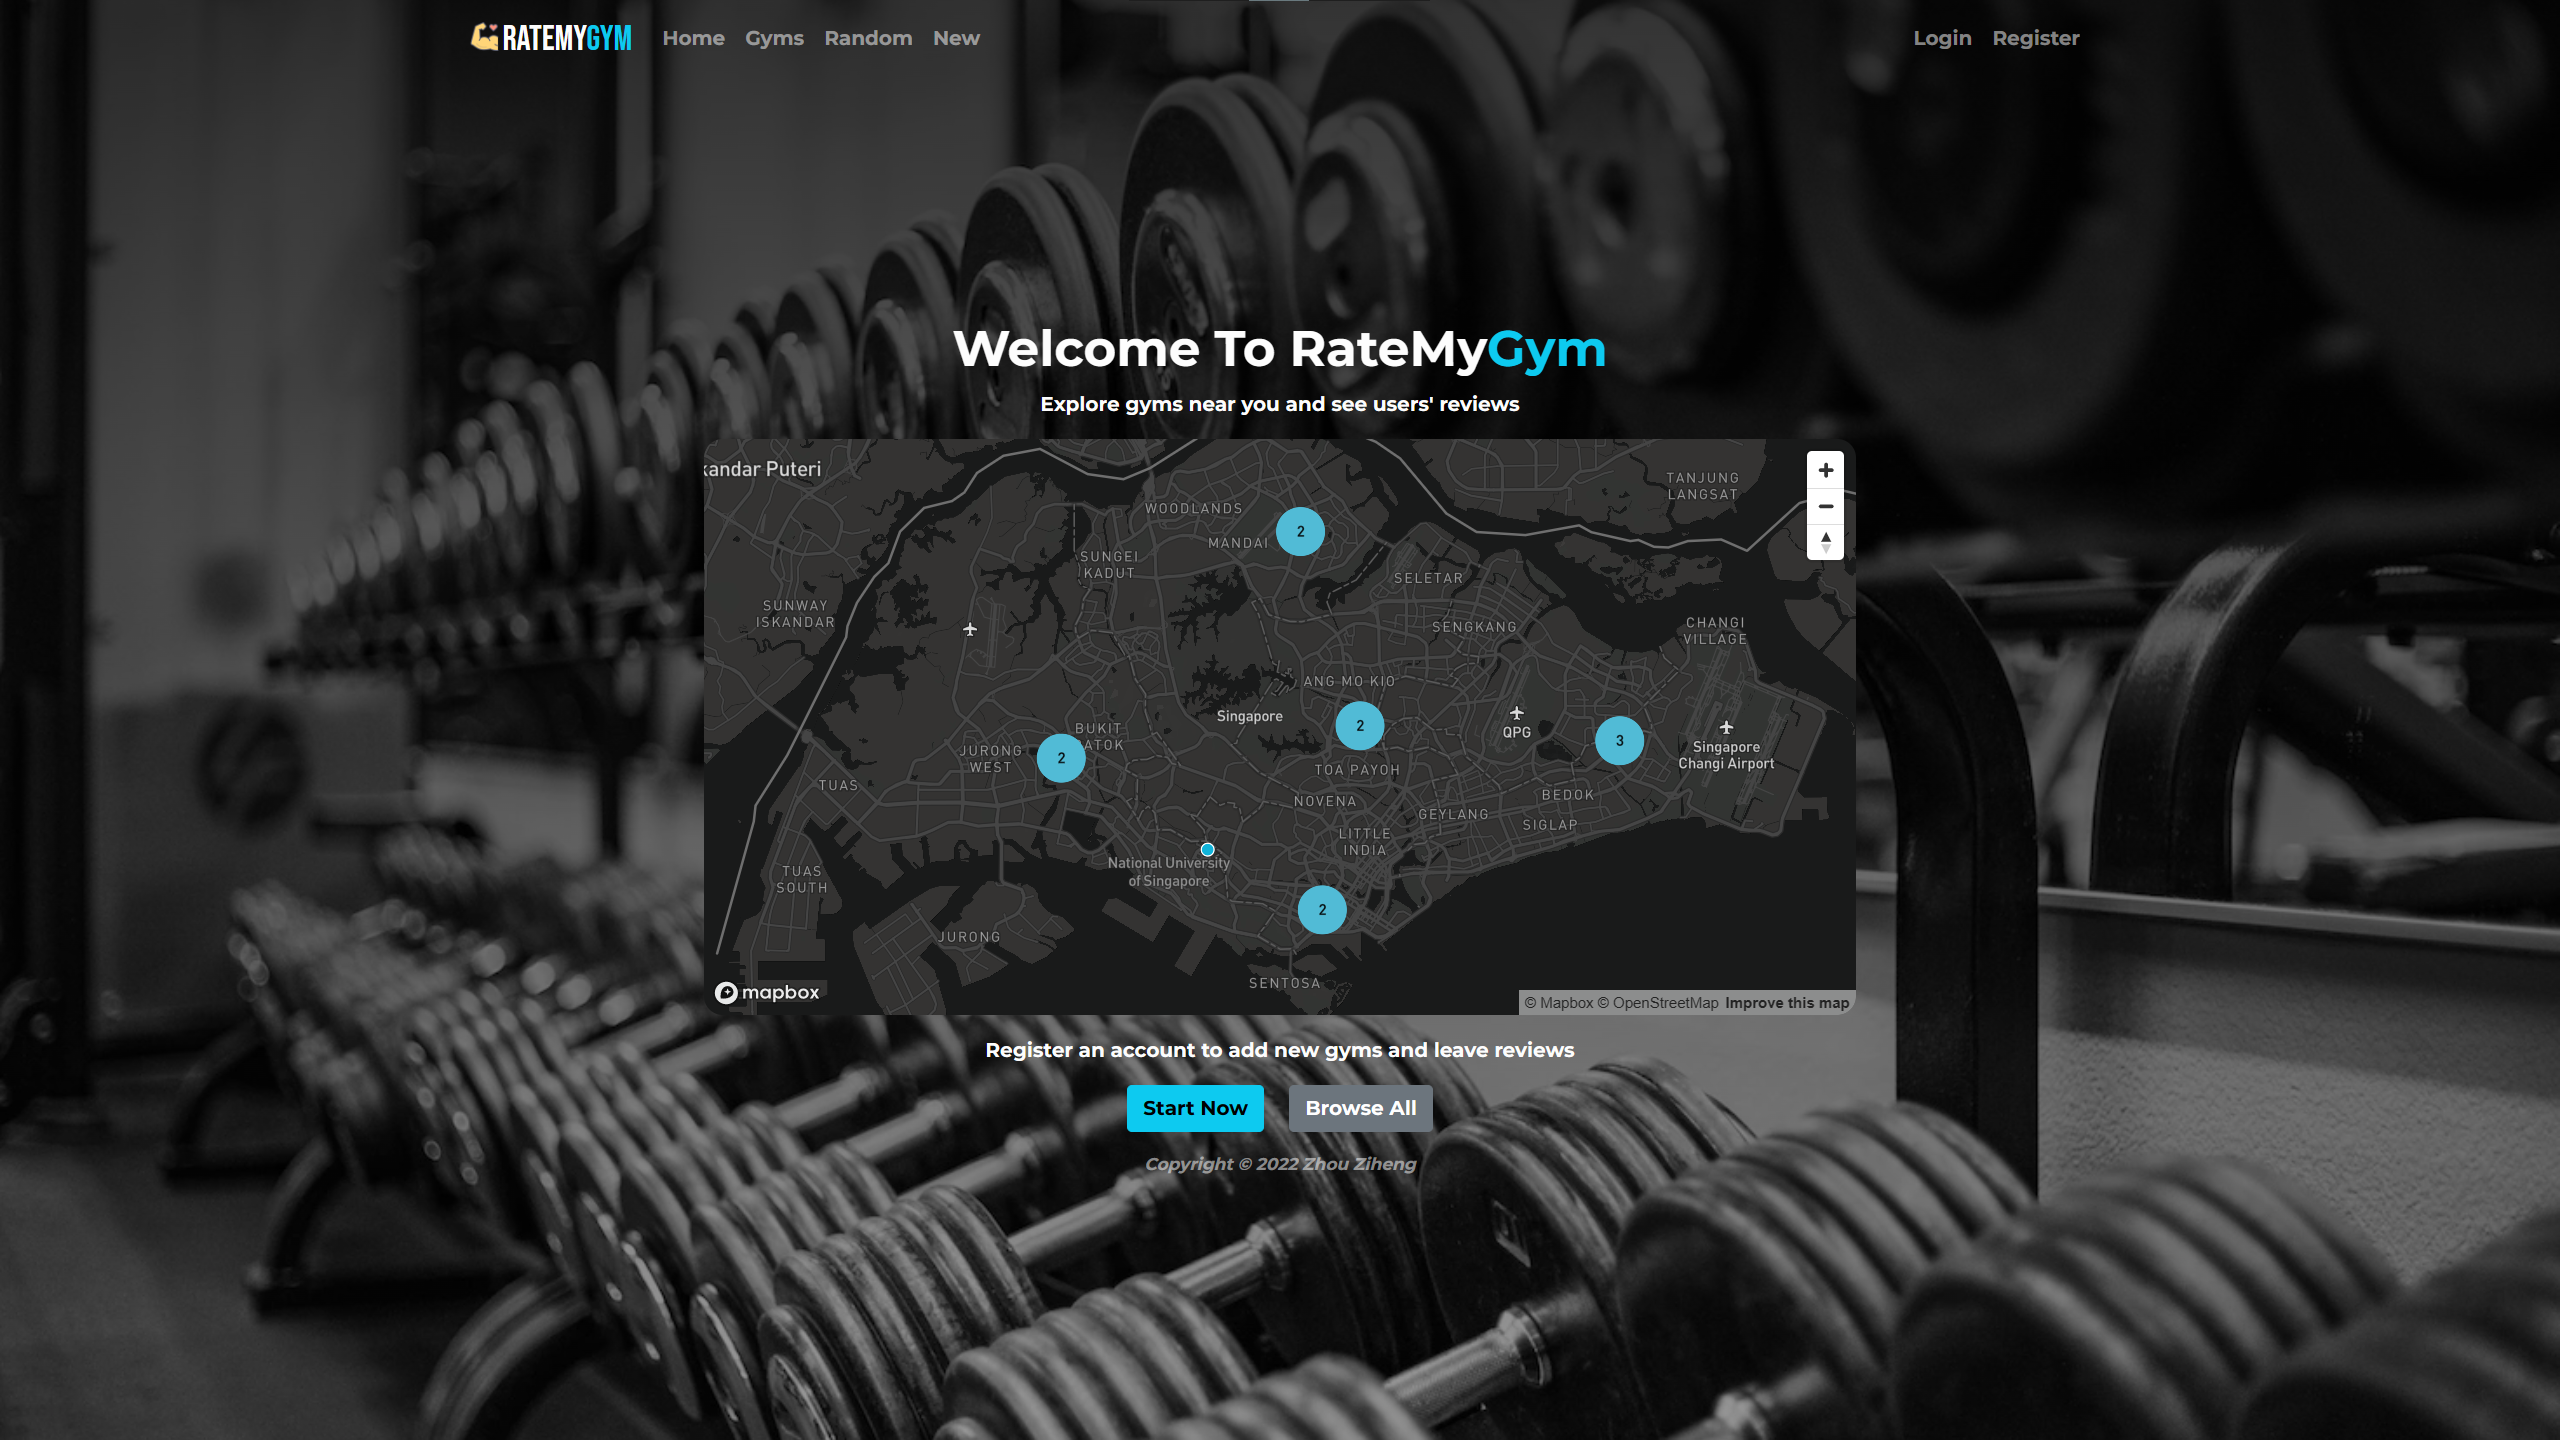 RATEMYGYM
Home Gyms Random New
Login Register
Welcome To RateMyGym
Explore gyms near you and see users' reviews
kandar Puteri
TANJUNG
LANGSAT
WOODLANDS
2
MANDAI
SUNGEI
KADUT
SELETAR
SUNWAY
ISKANDAR
SENGKANG
CHANGI
VILLAGE
ANG MO KIO
Singapore
2
QPG
3
Singapore
Changi Airport
BUKIT
ATOK
JURONG
WEST
2
TOA PAYOH
TUAS
NOVENA
BEDOK
GEYLANG
SIGLAP
LITTLE
INDIA
National University
of Singapore
TUAS
SOUTH
2
JURONG
SENTOSA
mapbox
© Mapbox © OpenStreetMap Improve this map
Register an account to add new gyms and leave reviews
Start Now
Browse All
Copyright © 2022 Zhou Ziheng